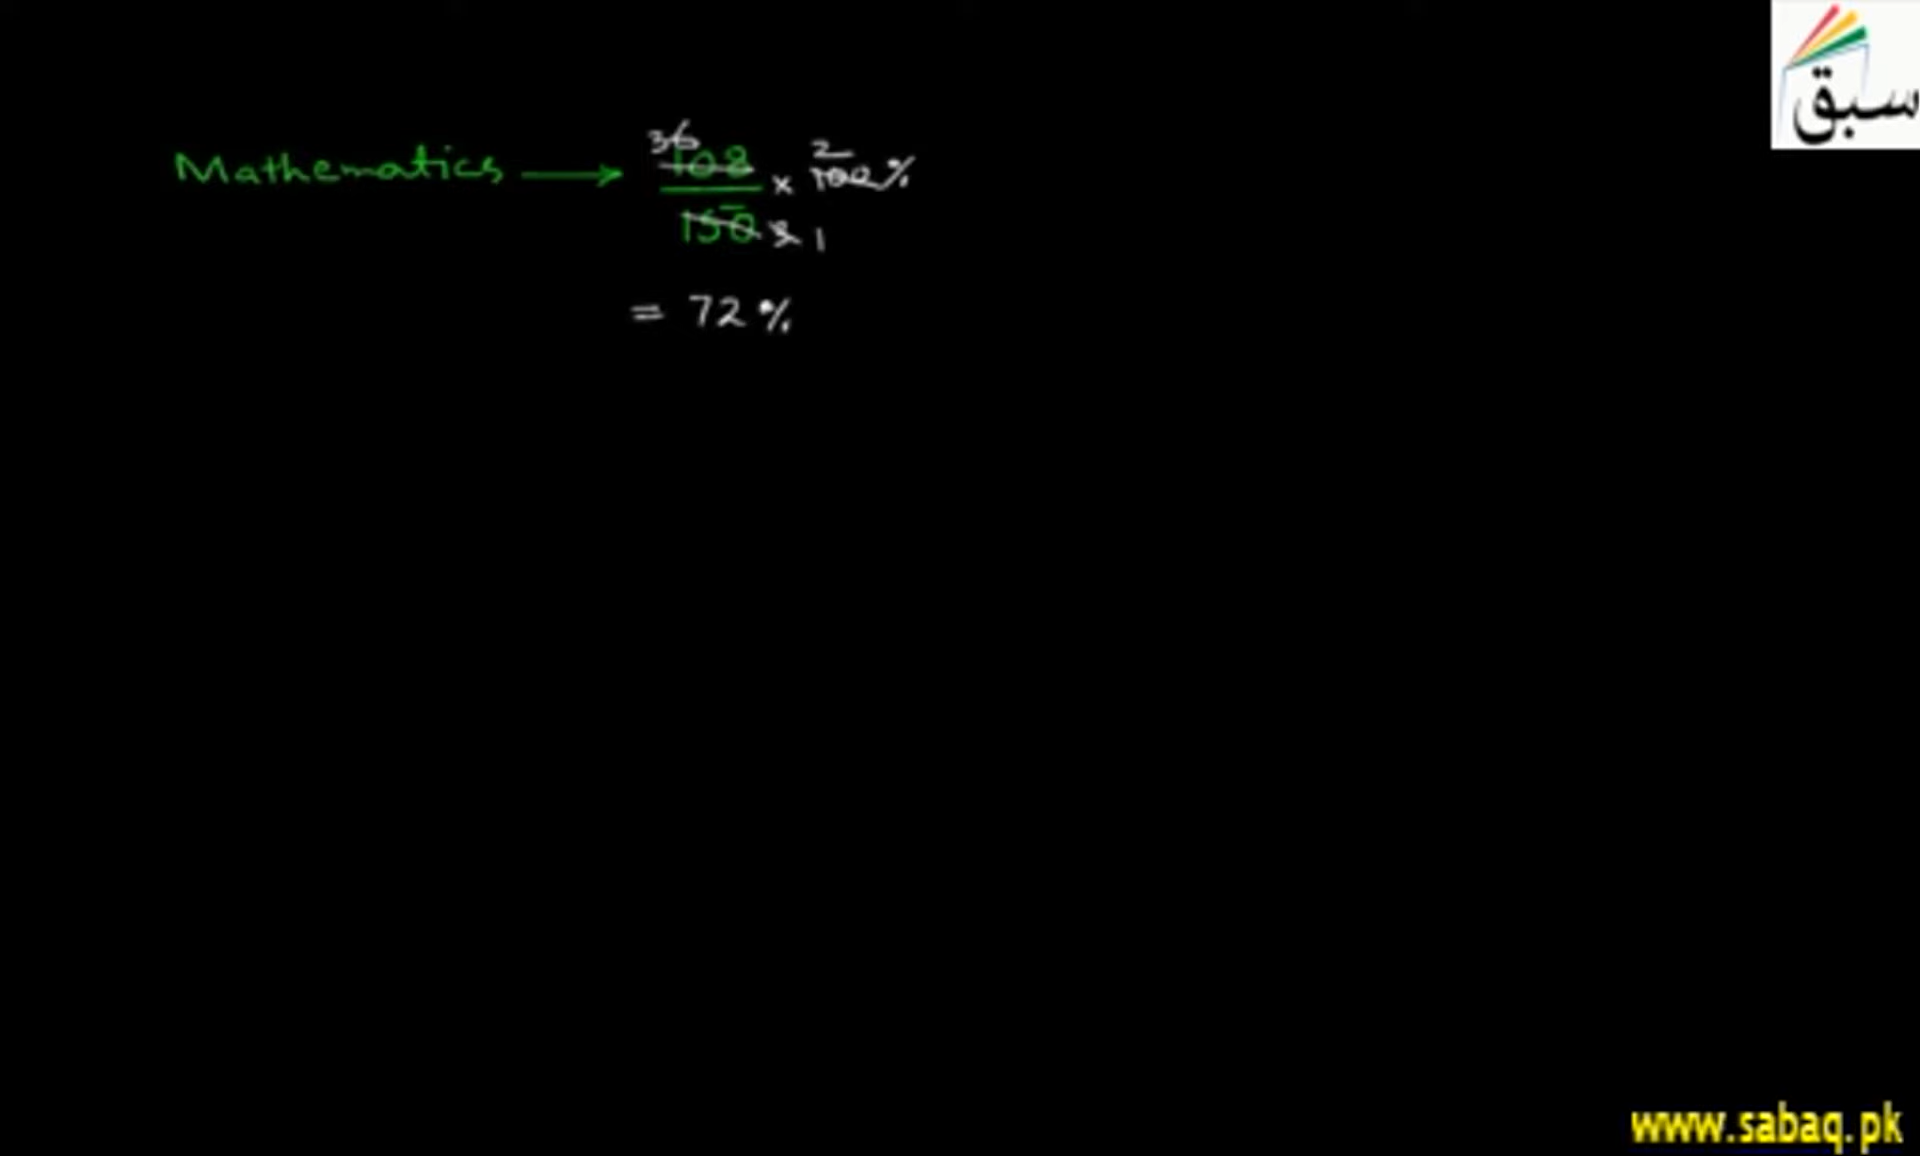 سبق
Mathematics → 36 108/150 3 1 × 2 100%
= 72%
www.sabaq.pk